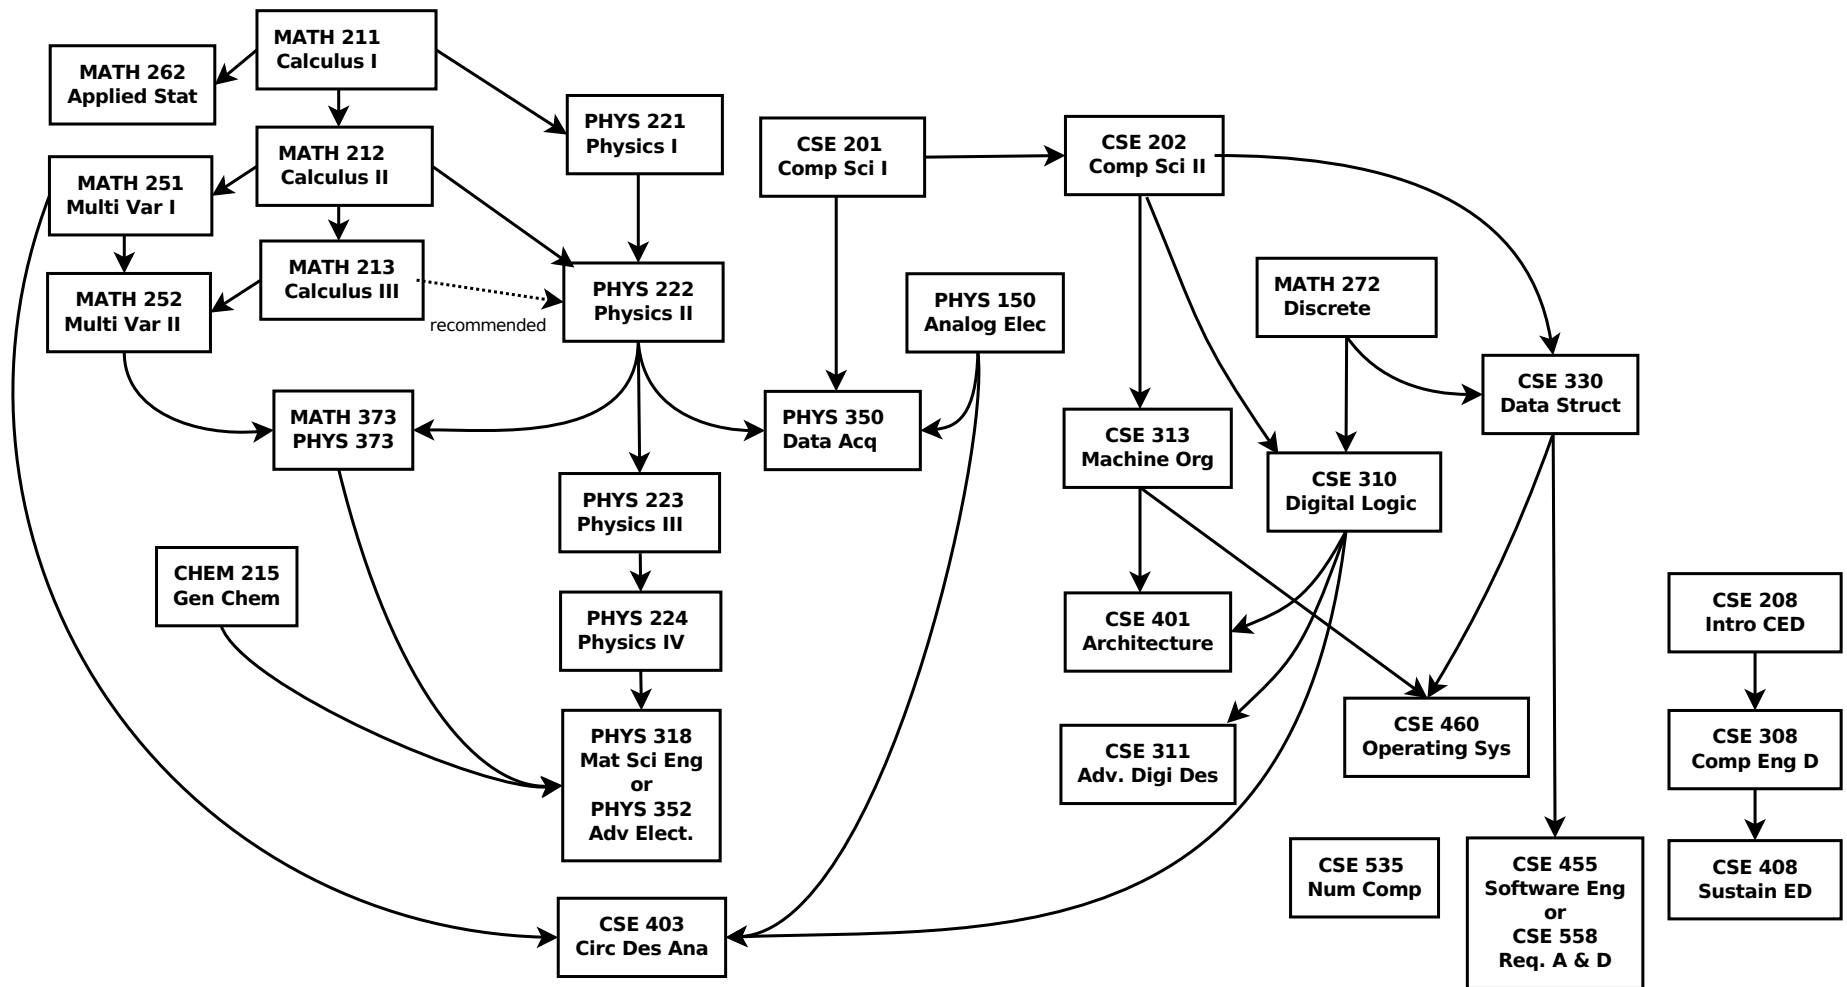 MATH 211
Calculus I
MATH 262
Applied Stat
PHYS 221
Physics I
CSE 201
Comp Sci I
CSE 202
Comp Sci II
MATH 212
Calculus II
MATH 251
Multi Var I
MATH 213
Calculus III
MATH 252
Multi Var II
recommended
PHYS 222
Physics II
PHYS 150
Analog Elec
MATH 272
Discrete
CSE 330
Data Struct
MATH 373
PHYS 373
PHYS 350
Data Acq
CSE 313
Machine Org
CSE 310
Digital Logic
PHYS 223
Physics III
CHEM 215
Gen Chem
PHYS 224
Physics IV
CSE 401
Architecture
CSE 208
Intro CED
PHYS 318
Mat Sci Eng
or
PHYS 352
Adv Elect.
CSE 311
Adv. Digi Des
CSE 460
Operating Sys
CSE 308
Comp Eng D
CSE 403
Circ Des Ana
CSE 535
Num Comp
CSE 455
Software Eng
or
CSE 558
Req. A & D
CSE 408
Sustain ED